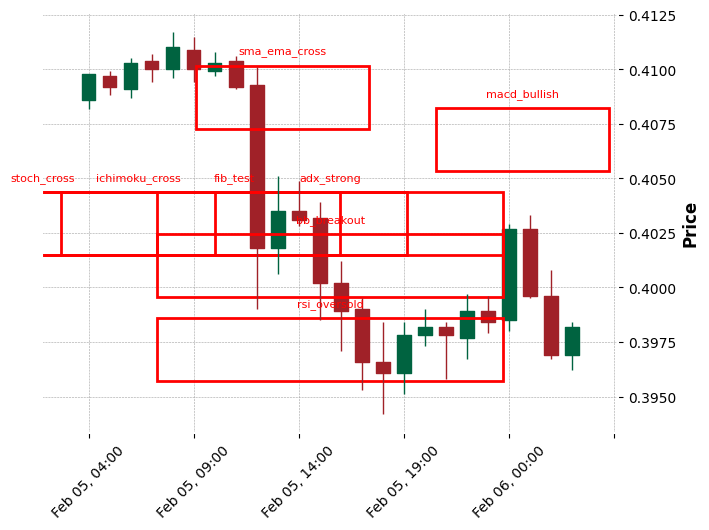 0.4125
sma_ema_cross
0.4100
macd_bullish
0.4075
stoch_cross ichimoku_cross fib_test adx_strong
0.4050
bb_breakout
0.4025
Price
0.4000
rsi_oversold
0.3975
0.3950
Feb 05, 04:00 Feb 05, 09:00 Feb 05, 14:00 Feb 05, 19:00 Feb 06, 00:00